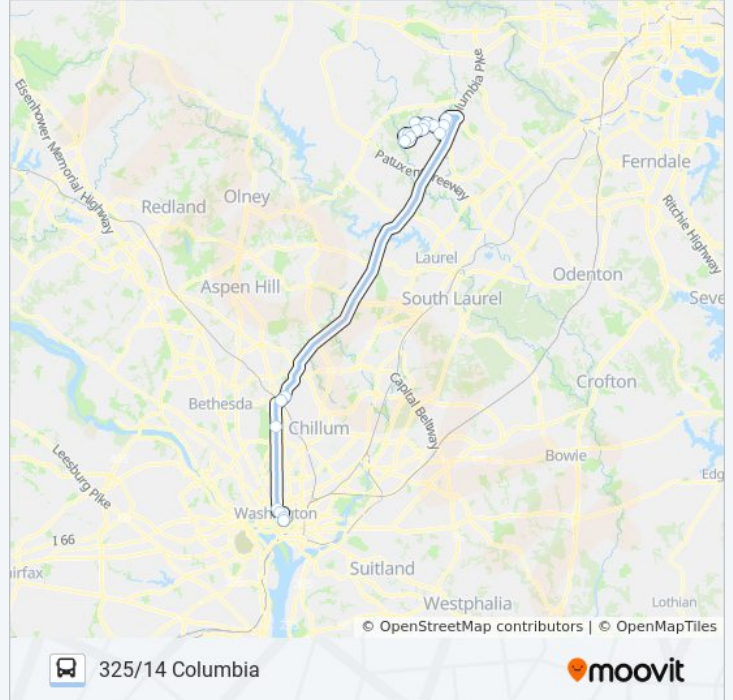 Columbia Pke
Eisenhower Memorial Highway
Ferndale
Patuxent Freeway
Olney
Redland
Ritchie Highway
Laurel
Odenton
Aspen Hill
South Laurel
Seve
Crofton
Capital Beltway
Bethesda
Chillum
Leesburg Pike
Bowie
Edg
Washington
I 66
airfax
Suitland
Westphalia
Lothian
© OpenStreetMap contributors | © OpenMapTiles
325/14 Columbia
moovit